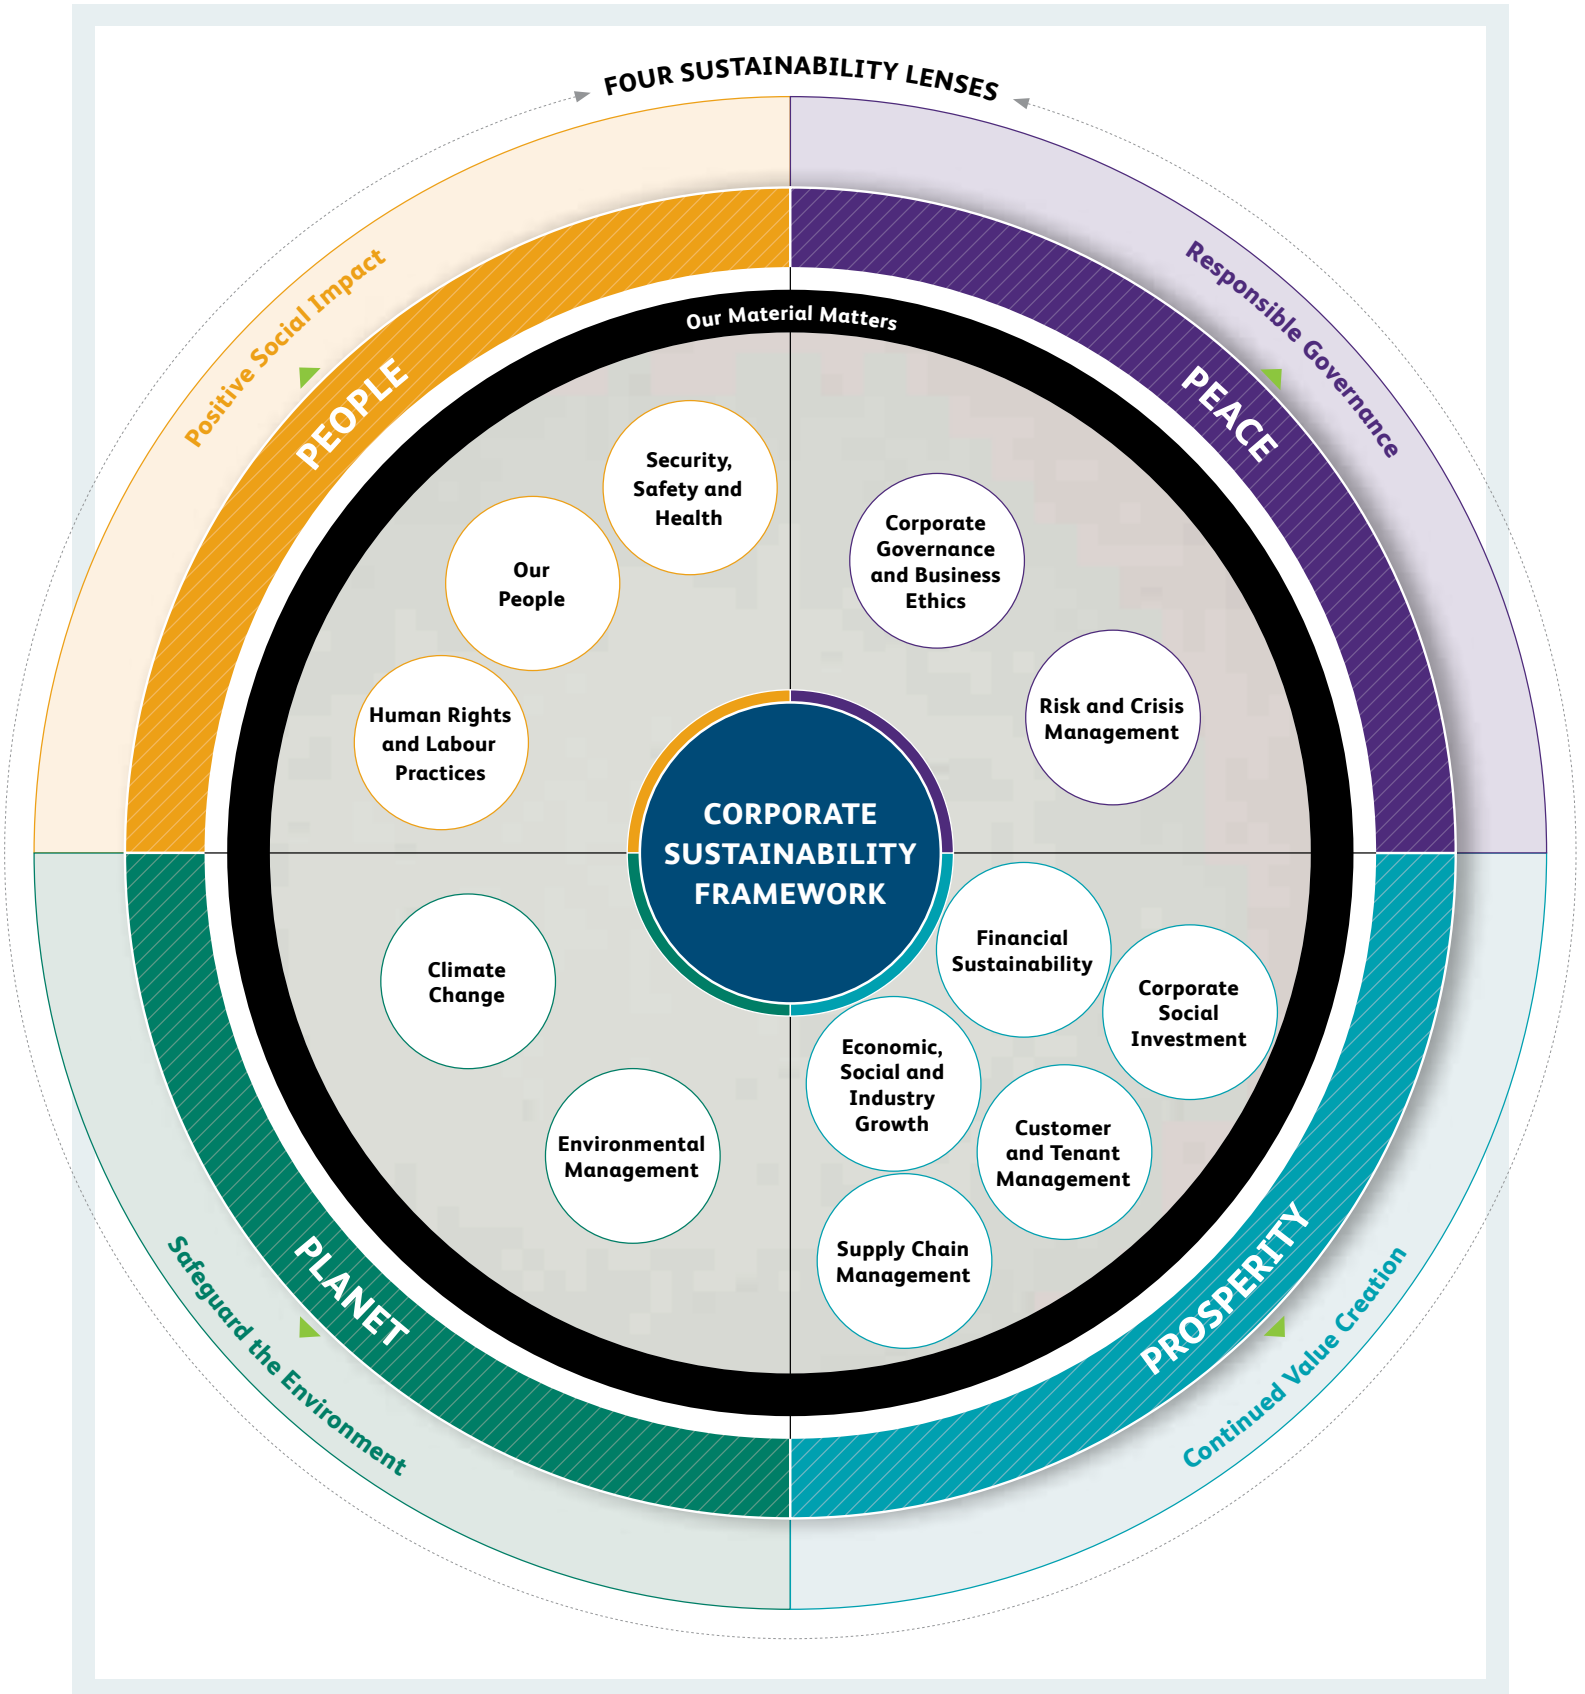 FOUR SUSTAINABILITY LENSES
Positive Social Impact
PEOPLE
Responsible Governance
PEACE
Our Material Matters
Security,
Safety and
Health
Our
People
Human Rights
and Labour
Practices
Corporate
Governance
and Business
Ethics
Risk and Crisis
Management
CORPORATE
SUSTAINABILITY
FRAMEWORK
Climate
Change
Environmental
Management
Financial
Sustainability
Corporate
Social
Investment
Economic,
Social and
Industry
Growth
Customer
and Tenant
Management
Supply Chain
Management
PLANET
Safeguard the Environment
PROSPERITY
Continued Value Creation